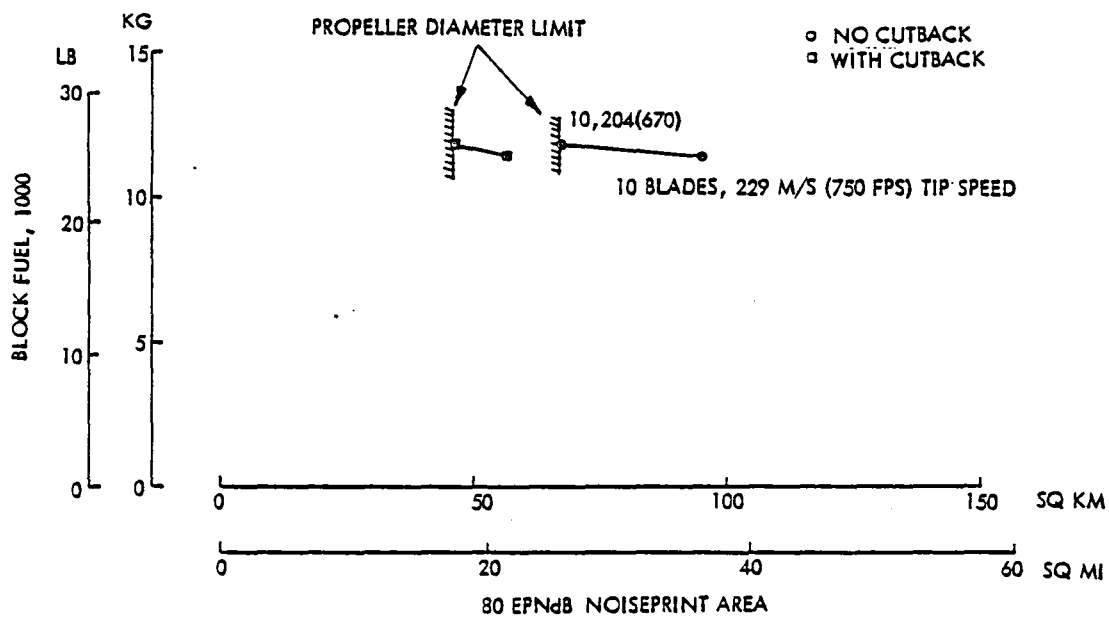 KG
PROPELLER DIAMETER LIMIT
NO CUTBACK
LB
15
WITH CUTBACK
30
10,204(670)
10
10 BLADES, 229 M/S (750 FPS) TIP SPEED
20
BLOCK FUEL, 1000
5
10
0
0
0
50
100
150
SQ KM
0
20
40
60
SQ MI
80 EPNdB NOISEPRINT AREA